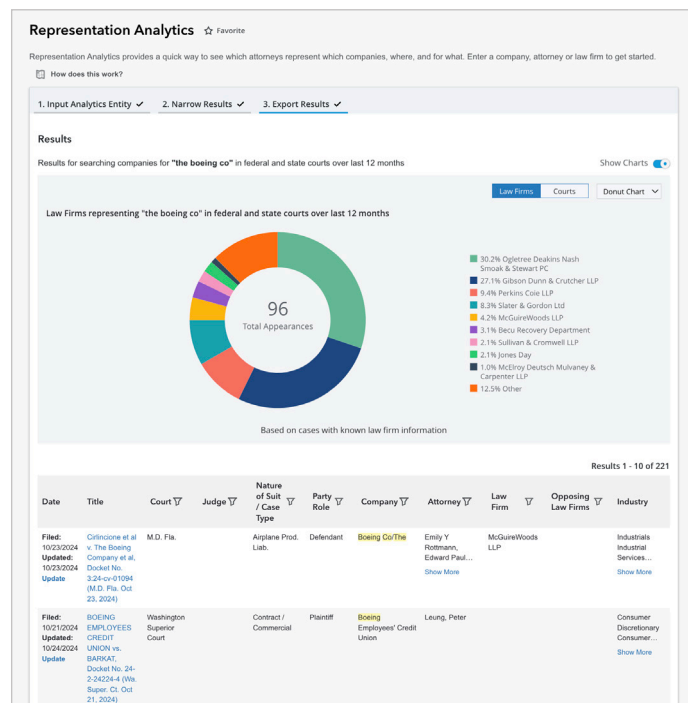 Representation Analytics Favorite
Representation Analytics provides a quick way to see which attorneys represent which companies, where, and for what. Enter a company, attorney or law firm to get started.
How does this work?
1. Input Analytics Entity ✔ 2. Narrow Results ✔ 3. Export Results ✔
Results
Results for searching companies for "the boeing co" in federal and state courts over last 12 months
Show Charts
Law Firms Courts Donut Chart
Law Firms representing "the boeing co" in federal and state courts over last 12 months
96
Total Appearances
30.2% Ogletree Deakins Nash
Smoak & Stewart PC
27.1% Gibson Dunn & Crutcher LLP
9.4% Perkins Coie LLP
8.3% Slater & Gordon Ltd
4.2% McGuireWoods LLP
3.1% Becu Recovery Department
2.1% Sullivan & Cromwell LLP
2.1% Jones Day
1.0% McElroy Deutsch Mulvaney &
Carpenter LLP
12.5% Other
Based on cases with known law firm information
Results 1 - 10 of 221
Date
Title
Court
Judge
Nature
of Suit
/ Case
Type
Party
Role
Company
Attorney
Law
Firm
Opposing
Law Firms
Industry
Filed:
10/23/2024
Updated:
10/23/2024
Update
Cirlincione et al
v. The Boeing
Company et al,
Docket No.
3:24-cv-01094
(M.D. Fla. Oct
23, 2024)
M.D. Fla.
Airplane Prod.
Liab.
Defendant
Boeing Co/The
Emily Y
Rottmann,
Edward Paul...
Show More
McGuireWoods
LLP
Industrials
Industrial
Services...
Show More
Filed:
10/21/2024
Updated:
10/24/2024
Update
BOEING
EMPLOYEES
CREDIT
UNION vs.
BARKAT,
Docket No. 24-
2-24224-4 (Wa.
Super. Ct. Oct
21, 2024)
Washington
Superior
Court
Contract /
Commercial
Plaintiff
Boeing
Employees' Credit
Union
Leung, Peter
Consumer
Discretionary
Consumer...
Show More